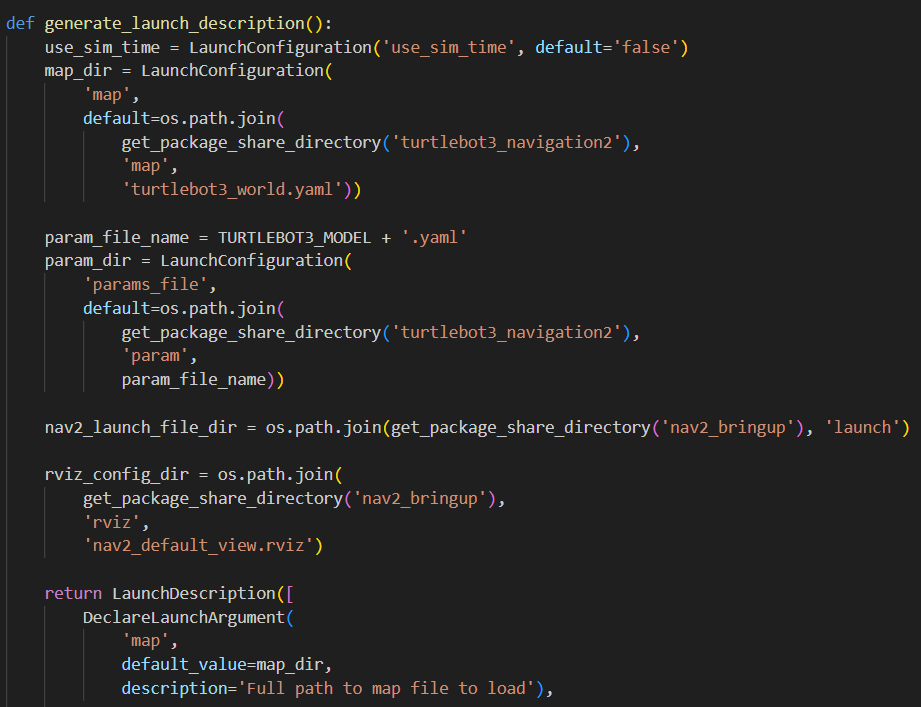 def generate_launch_description():
    use_sim_time = LaunchConfiguration('use_sim_time', default='false')
    map_dir = LaunchConfiguration(
        'map',
        default=os.path.join(
            get_package_share_directory('turtlebot3_navigation2'),
            'map',
            'turtlebot3_world.yaml'))

    param_file_name = TURTLEBOT3_MODEL + '.yaml'
    param_dir = LaunchConfiguration(
        'params_file',
        default=os.path.join(
            get_package_share_directory('turtlebot3_navigation2'),
            'param',
            param_file_name))

    nav2_launch_file_dir = os.path.join(get_package_share_directory('nav2_bringup'), 'launch')

    rviz_config_dir = os.path.join(
        get_package_share_directory('nav2_bringup'),
        'rviz',
        'nav2_default_view.rviz')

    return LaunchDescription([
        DeclareLaunchArgument(
            'map',
            default_value=map_dir,
            description='Full path to map file to load'),